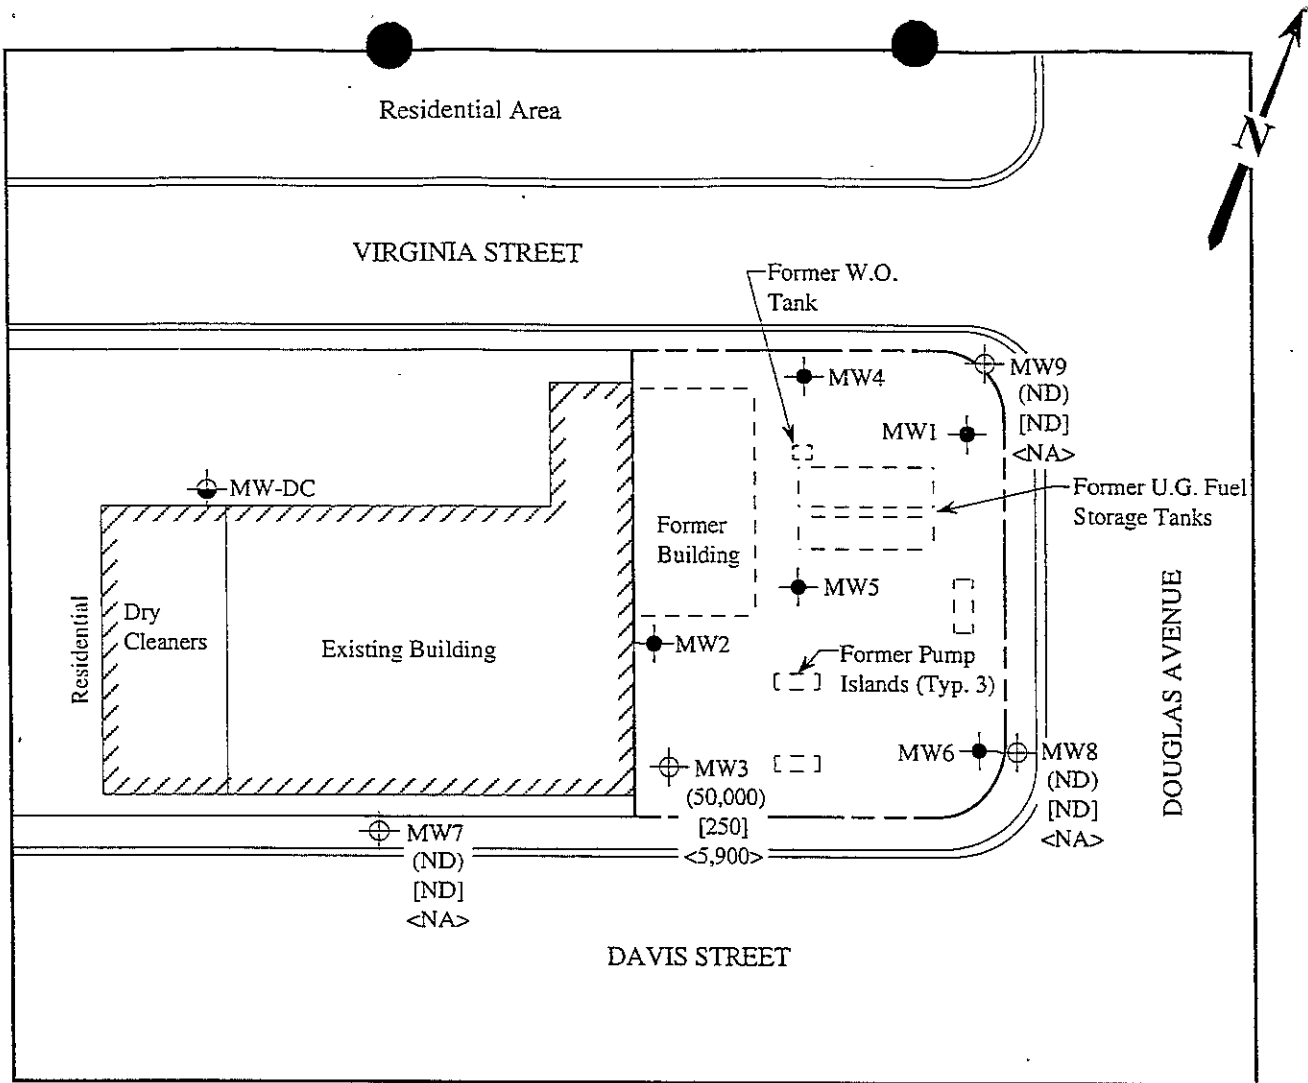 Residential Area
N
VIRGINIA STREET
Former W.O.
Tank
MW4
MW9
(ND)
[ND]
<NA>
MW1
MW-DC
Former U.G. Fuel
Storage Tanks
Former
Building
MW5
Residential
Dry
Cleaners
Existing Building
MW2
Former Pump
Islands (Typ. 3)
DOUGLAS AVENUE
MW6
MW8
(ND)
[ND]
<NA>
MW3
(50,000)
[250]
<5,900>
MW7
(ND)
[ND]
<NA>
DAVIS STREET